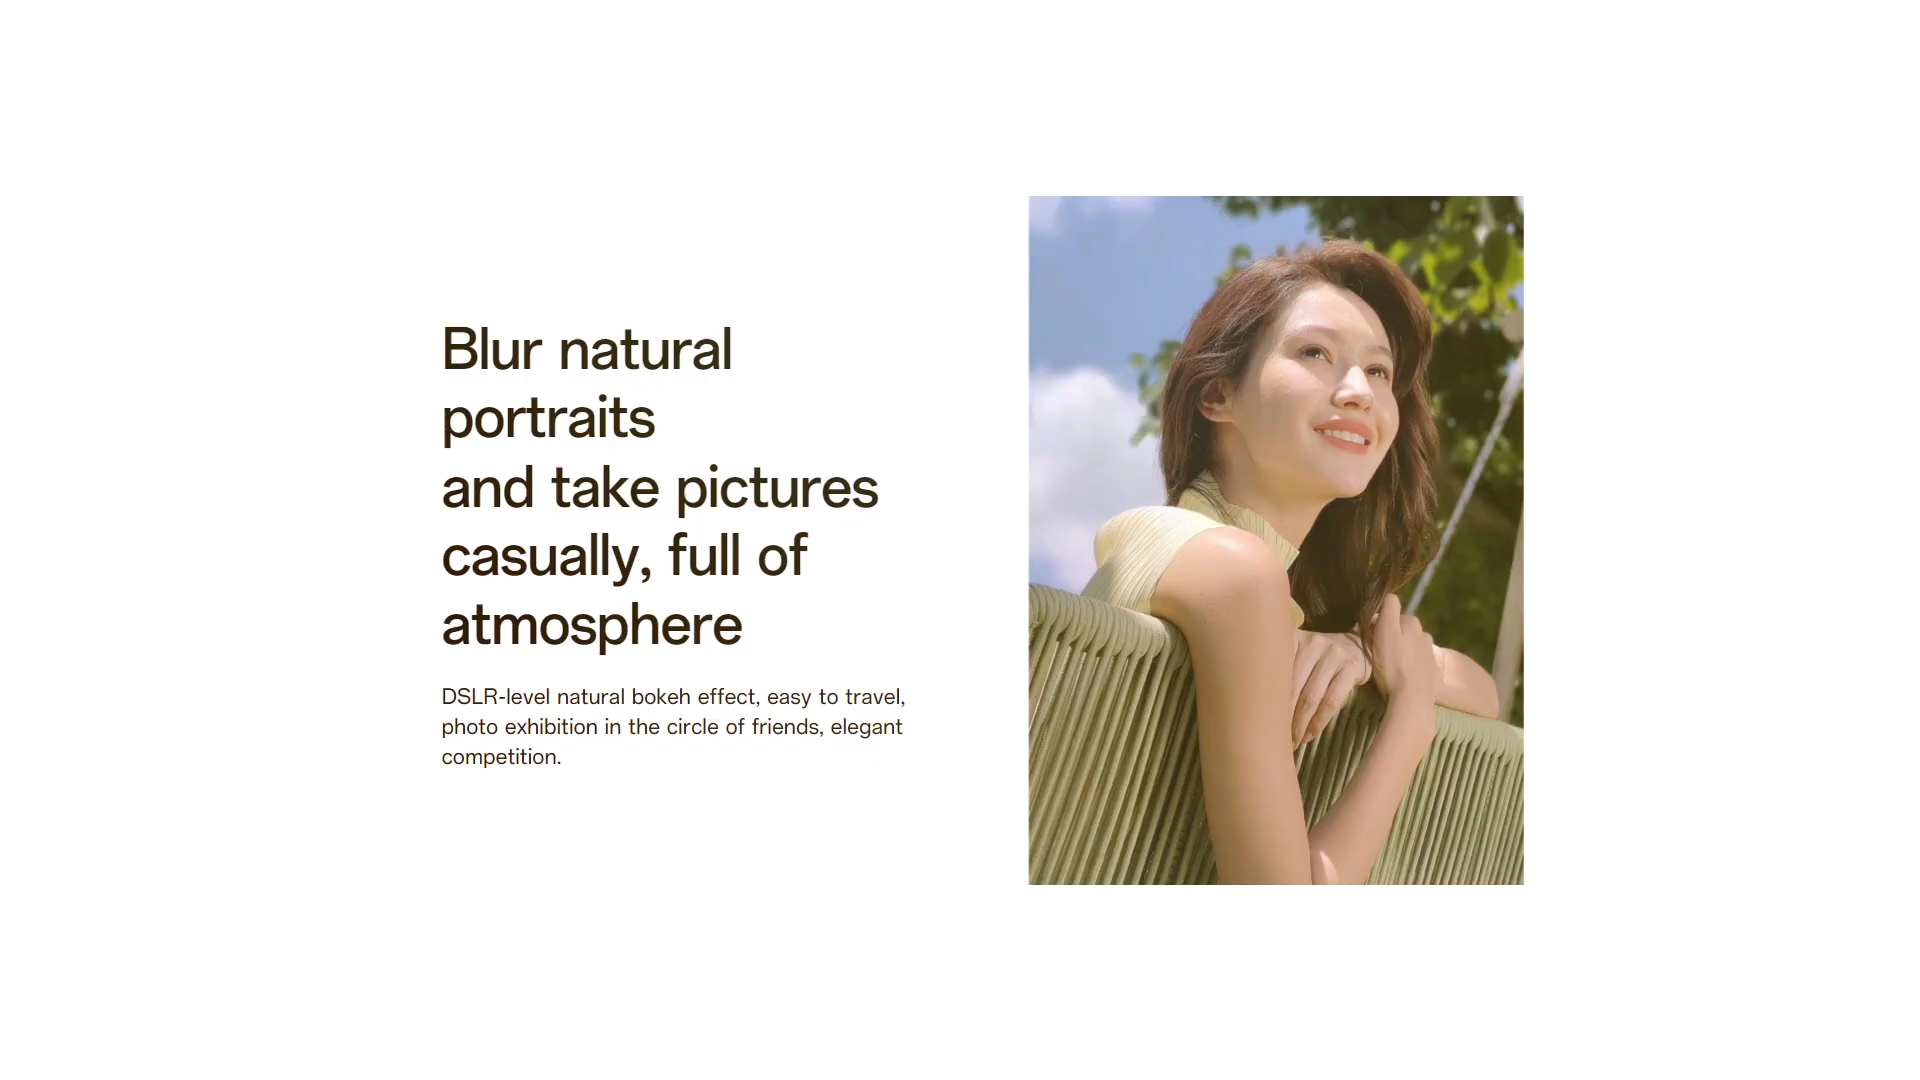 Blur natural
portraits
and take pictures
casually, full of
atmosphere
DSLR-level natural bokeh effect, easy to travel,
photo exhibition in the circle of friends, elegant
competition.